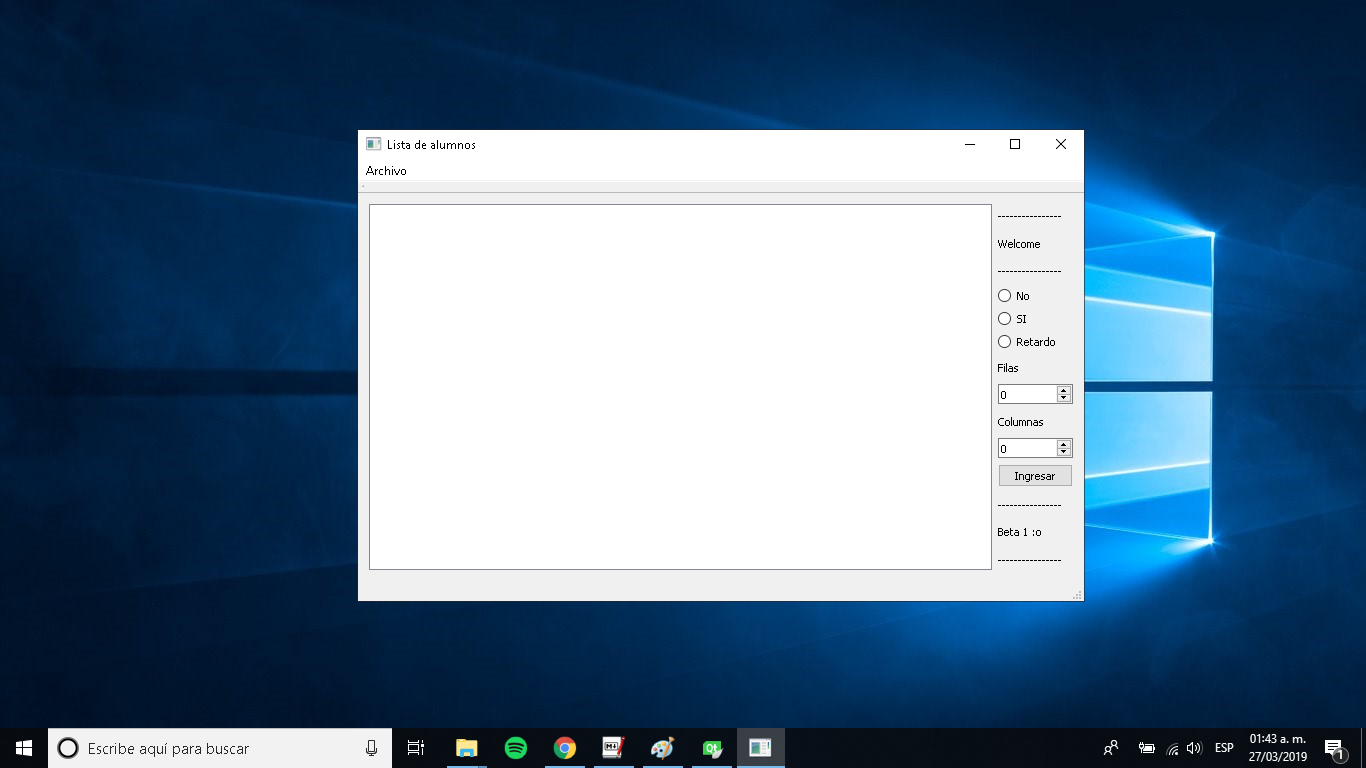 Lista de alumnos
Archivo
----------------
Welcome
----------------
No
SI
Retardo
Filas
0
Columnas
0
Ingresar
----------------
Beta 1 :o
----------------
Escribe aquí para buscar
M↓
Qt
ESP
01:43 a. m.
27/03/2019
1